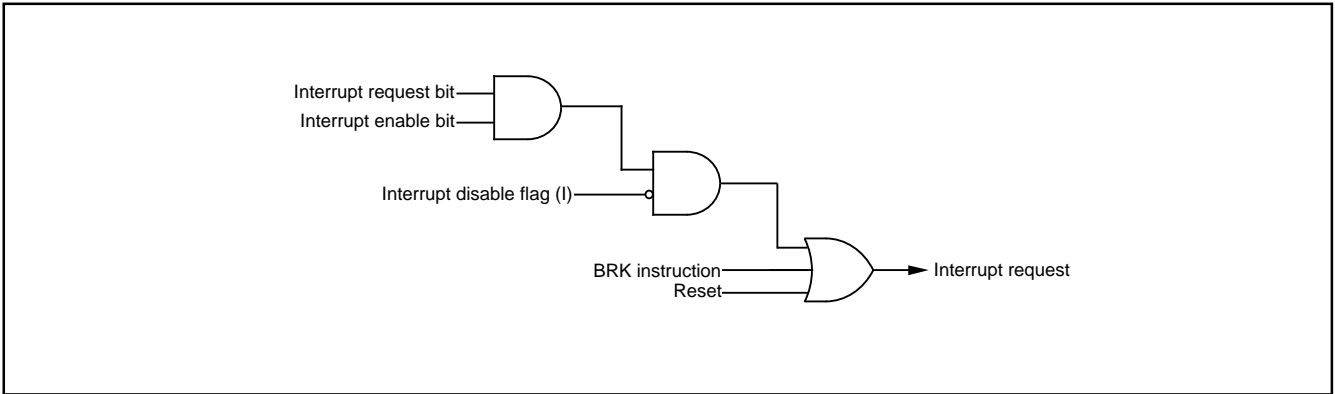 Interrupt request bit
Interrupt enable bit
Interrupt disable flag (I)
BRK instruction
Reset
Interrupt request